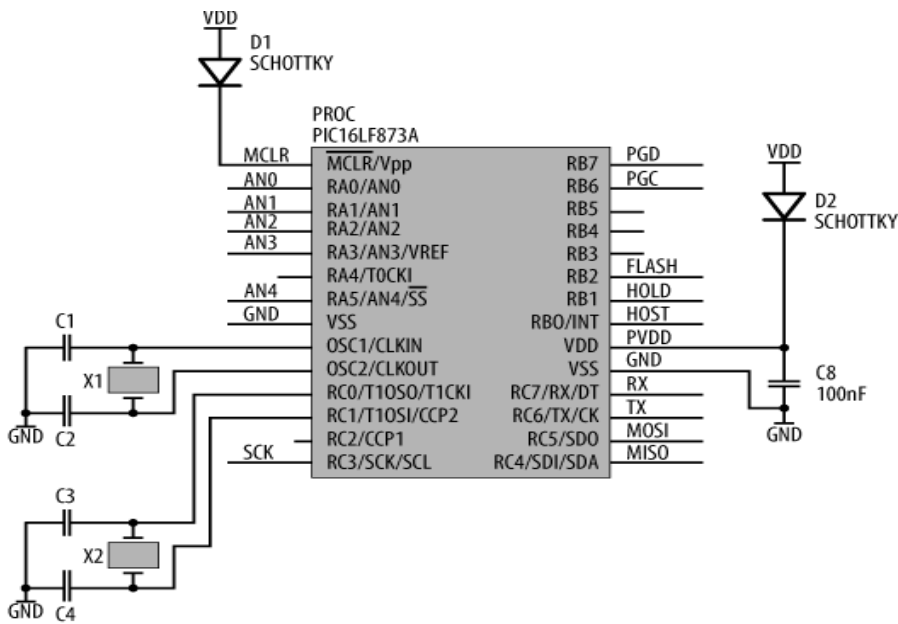 VDD
D1
SCHOTTKY
PROC
PIC16LF873A
MCLR
AN0
AN1
AN2
AN3
AN4
GND
SCK
MCLR/Vpp
RA0/AN0
RA1/AN1
RA2/AN2
RA3/AN3/VREF
RA4/T0CKI
RA5/AN4/SS
VSS
OSC1/CLKIN
OSC2/CLKOUT
RC0/T1OSO/T1CKI
RC1/T1OSI/CCP2
RC2/CCP1
RC3/SCK/SCL
RB7
RB6
RB5
RB4
RB3
RB2
RB1
RB0/INT
VDD
VSS
RC7/RX/DT
RC6/TX/CK
RC5/SDO
RC4/SDI/SDA
PGD
PGC
FLASH
HOLD
HOST
PVDD
GND
RX
TX
MOSI
MISO
VDD
D2
SCHOTTKY
C8
100nF
GND
C1
X1
C2
GND
C3
X2
C4
GND